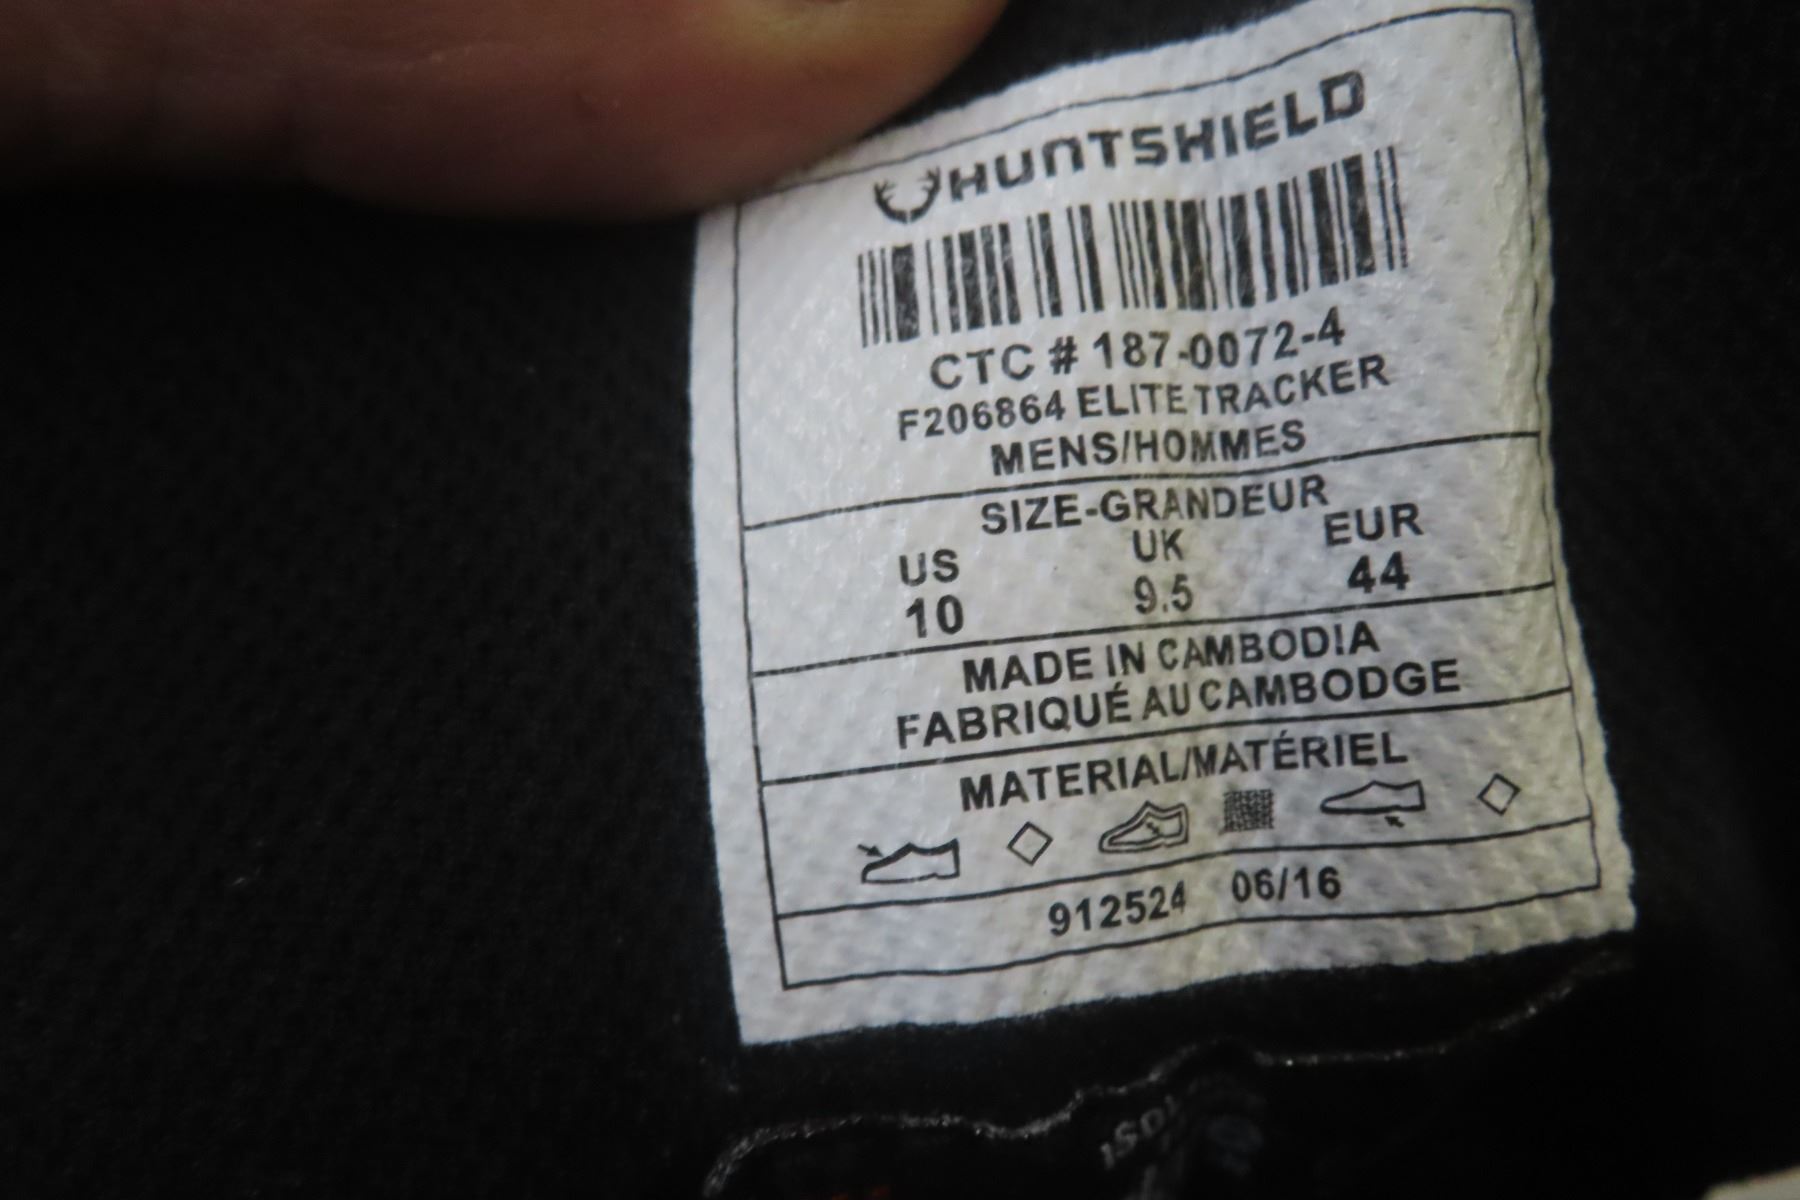 HUNTSHIELD
CTC # 187-0072-4
F206864 ELITE TRACKER
MENS/HOMMES
SIZE-GRANDEUR
US UK EUR
10 9.5 44
MADE IN CAMBODIA
FABRIQUÉ AU CAMBODGE
MATERIAL/MATÉRIEL
912524 06/16